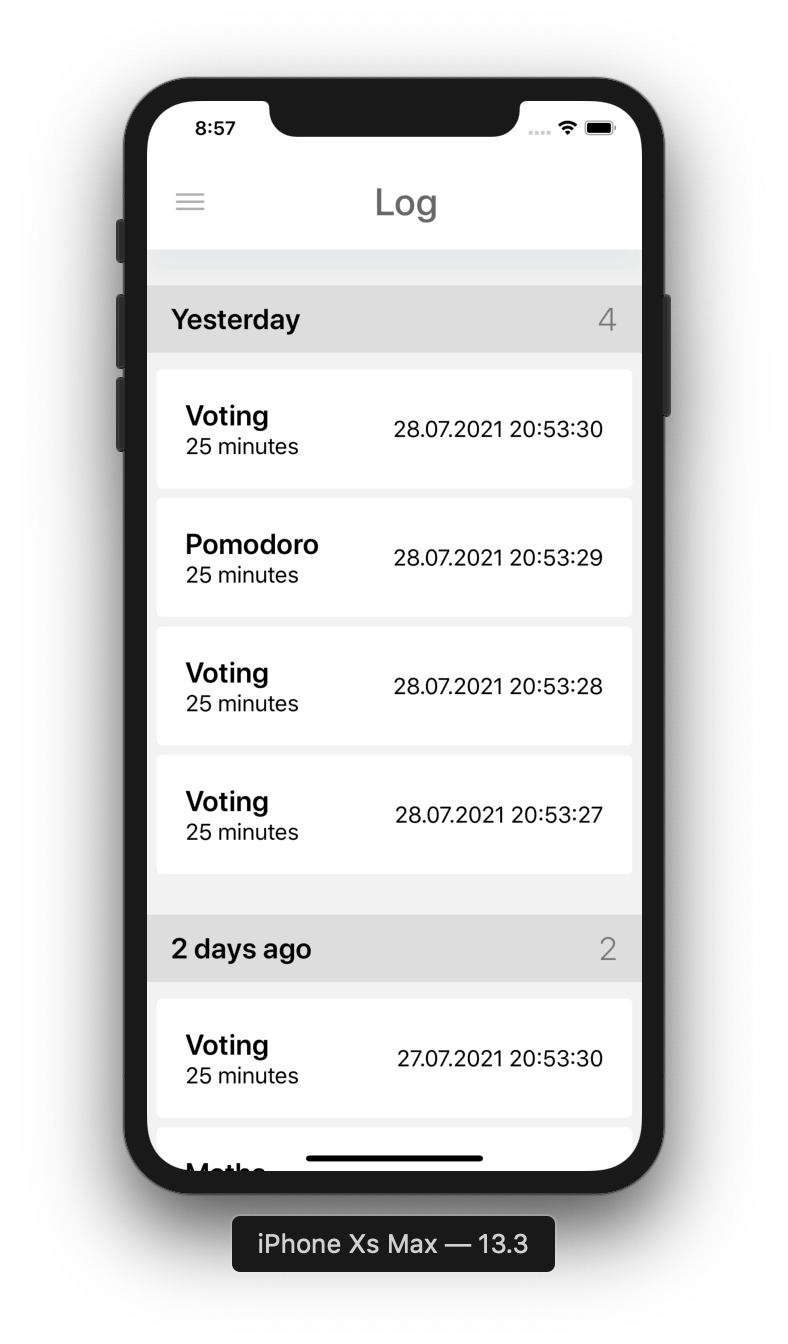 8:57
Log
Yesterday 4
Voting
25 minutes
28.07.2021 20:53:30
Pomodoro
25 minutes
28.07.2021 20:53:29
Voting
25 minutes
28.07.2021 20:53:28
Voting
25 minutes
28.07.2021 20:53:27
2 days ago 2
Voting
25 minutes
27.07.2021 20:53:30
iPhone Xs Max — 13.3